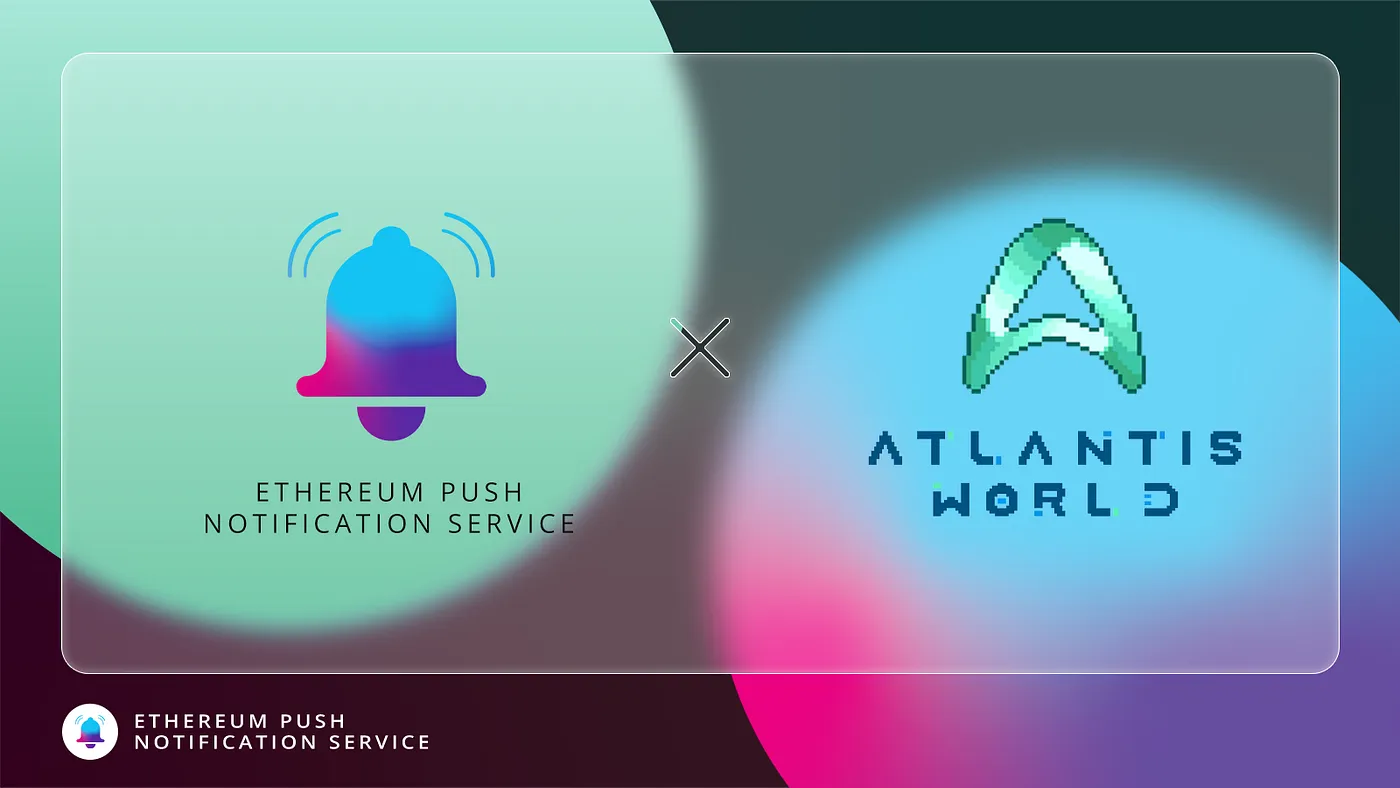 ETHEREUM PUSH
NOTIFICATION SERVICE
ATLANTIS
WORLD
ETHEREUM PUSH
NOTIFICATION SERVICE